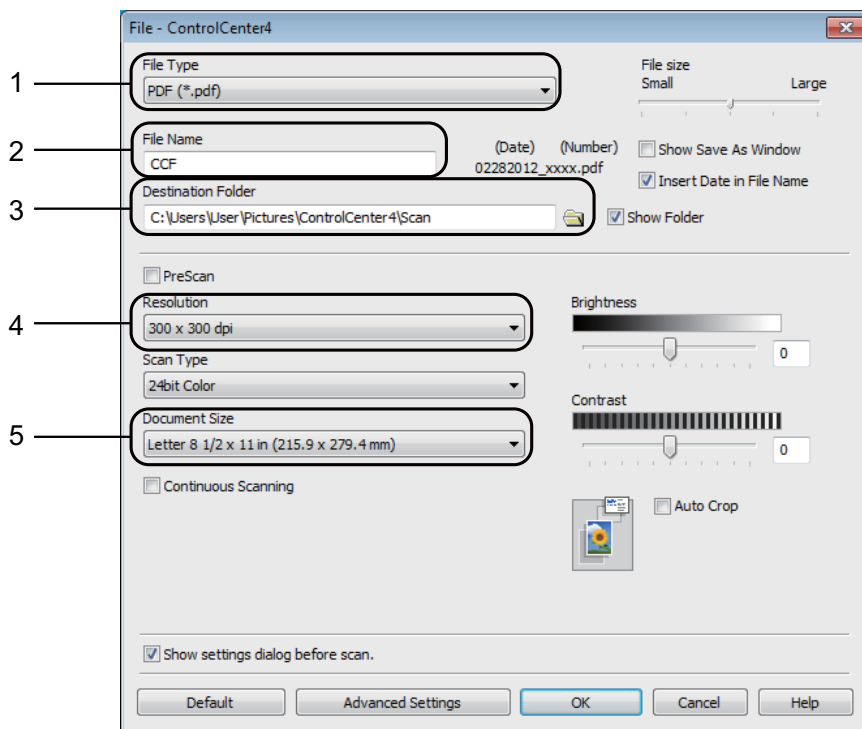 File - ControlCenter4
1
File Type
PDF (*.pdf)
File size
Small Large
2
File Name
CCF
(Date) (Number)
02282012_xxxx.pdf
Show Save As Window
Insert Date in File Name
3
Destination Folder
C:\Users\User\Pictures\ControlCenter4\Scan
Show Folder
PreScan
4
Resolution
300 x 300 dpi
Brightness
0
Scan Type
24bit Color
Contrast
0
5
Document Size
Letter 8 1/2 x 11 in (215.9 x 279.4 mm)
Continuous Scanning
Auto Crop
Show settings dialog before scan.
Default Advanced Settings OK Cancel Help